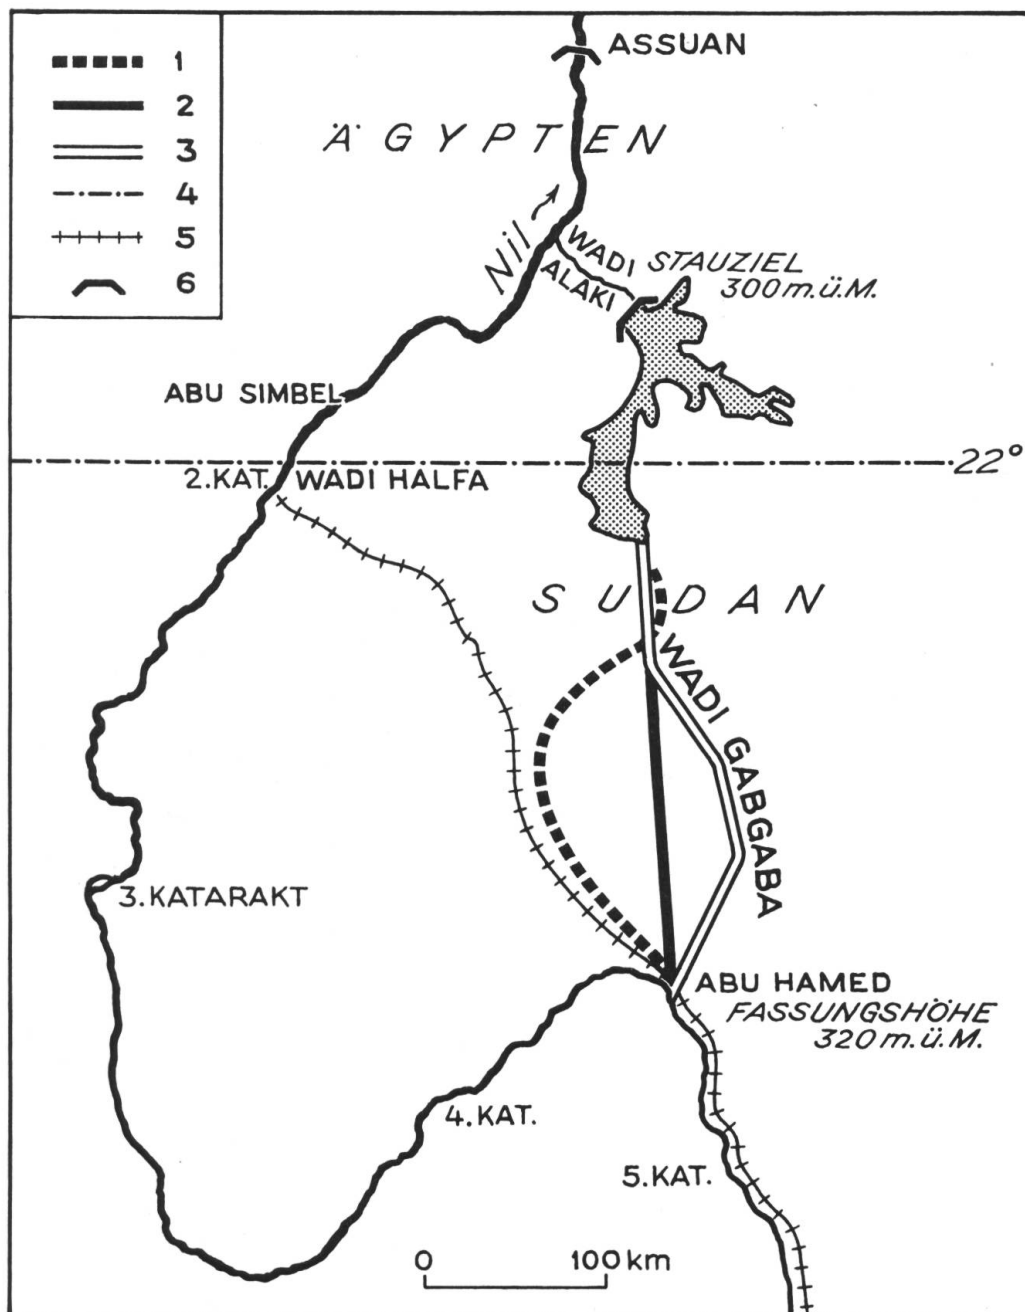 1
2
3
4
5
6
ASSUAN
ÄGYPTEN
Nil
WADI
ALAKI
STAUZIEL
300 m.ü.M.
ABU SIMBEL
22°
2.KAT. WADI HALFA
SUDAN
WADI GABGABA
3.KATARAKT
ABU HAMED
FASSUNGSHÖHE
320 m.ü.M.
4.KAT.
5.KAT.
0 100 km